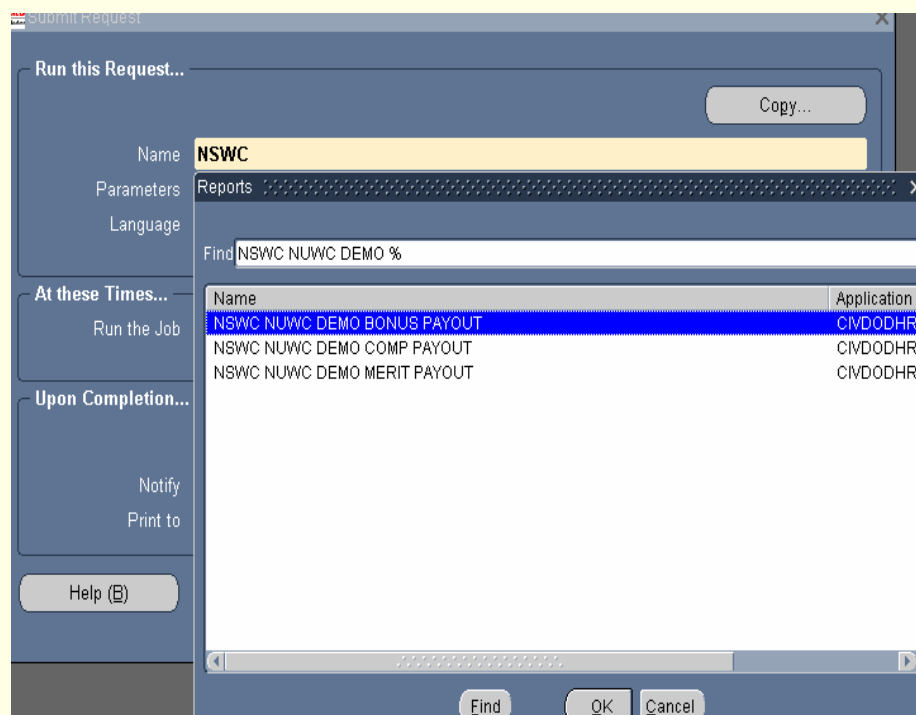 Submit Request
Run this Request...
Copy...
Name NSWC
Parameters
Reports
Language
Find NSWC NUWC DEMO %
At these Times...
Name Application
Run the Job
NSWC NUWC DEMO BONUS PAYOUT CIVDODHR
NSWC NUWC DEMO COMP PAYOUT CIVDODHR
NSWC NUWC DEMO MERIT PAYOUT CIVDODHR
Upon Completion...
Notify
Print to
Help (B)
Find OK Cancel